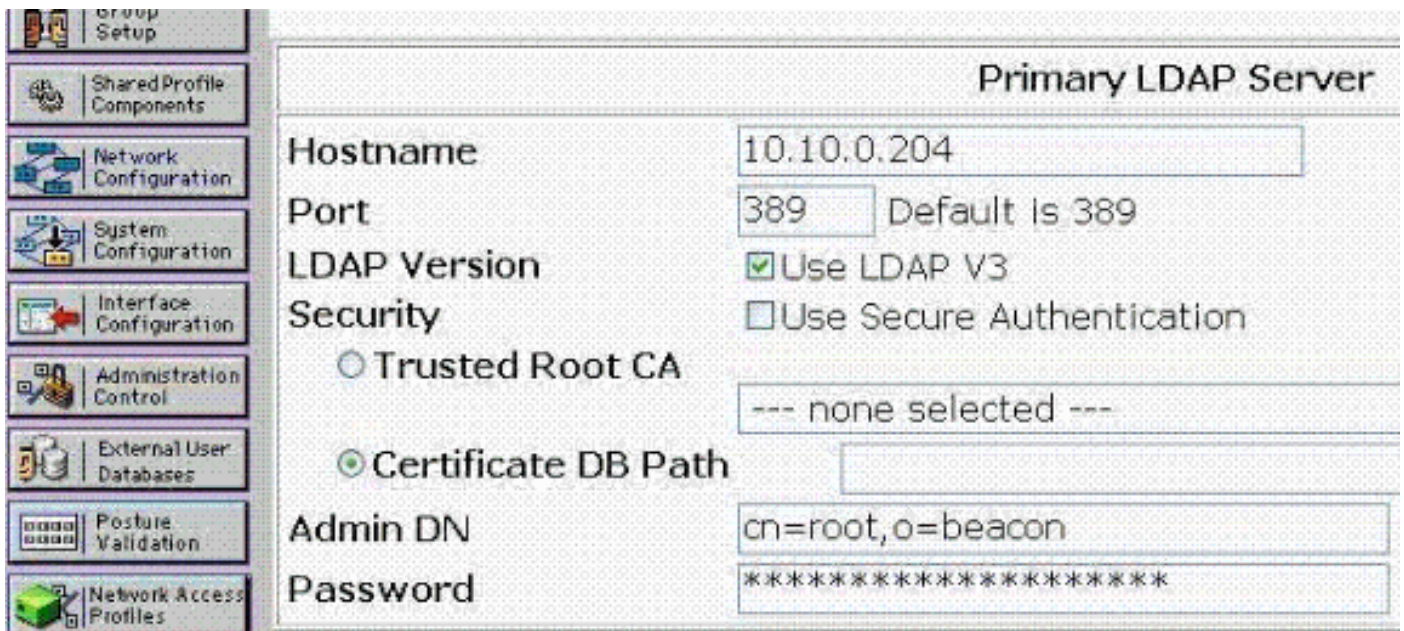 Group
Setup
Shared Profile
Components
Network
Configuration
System
Configuration
Interface
Configuration
Administration
Control
External User
Databases
Posture
Validation
Network Access
Profiles
Primary LDAP Server
Hostname
10.10.0.204
Port
389
Default is 389
LDAP Version
Use LDAP V3
Security
Use Secure Authentication
Trusted Root CA
--- none selected ---
Certificate DB Path
Admin DN
cn=root,o=beacon
Password
********************